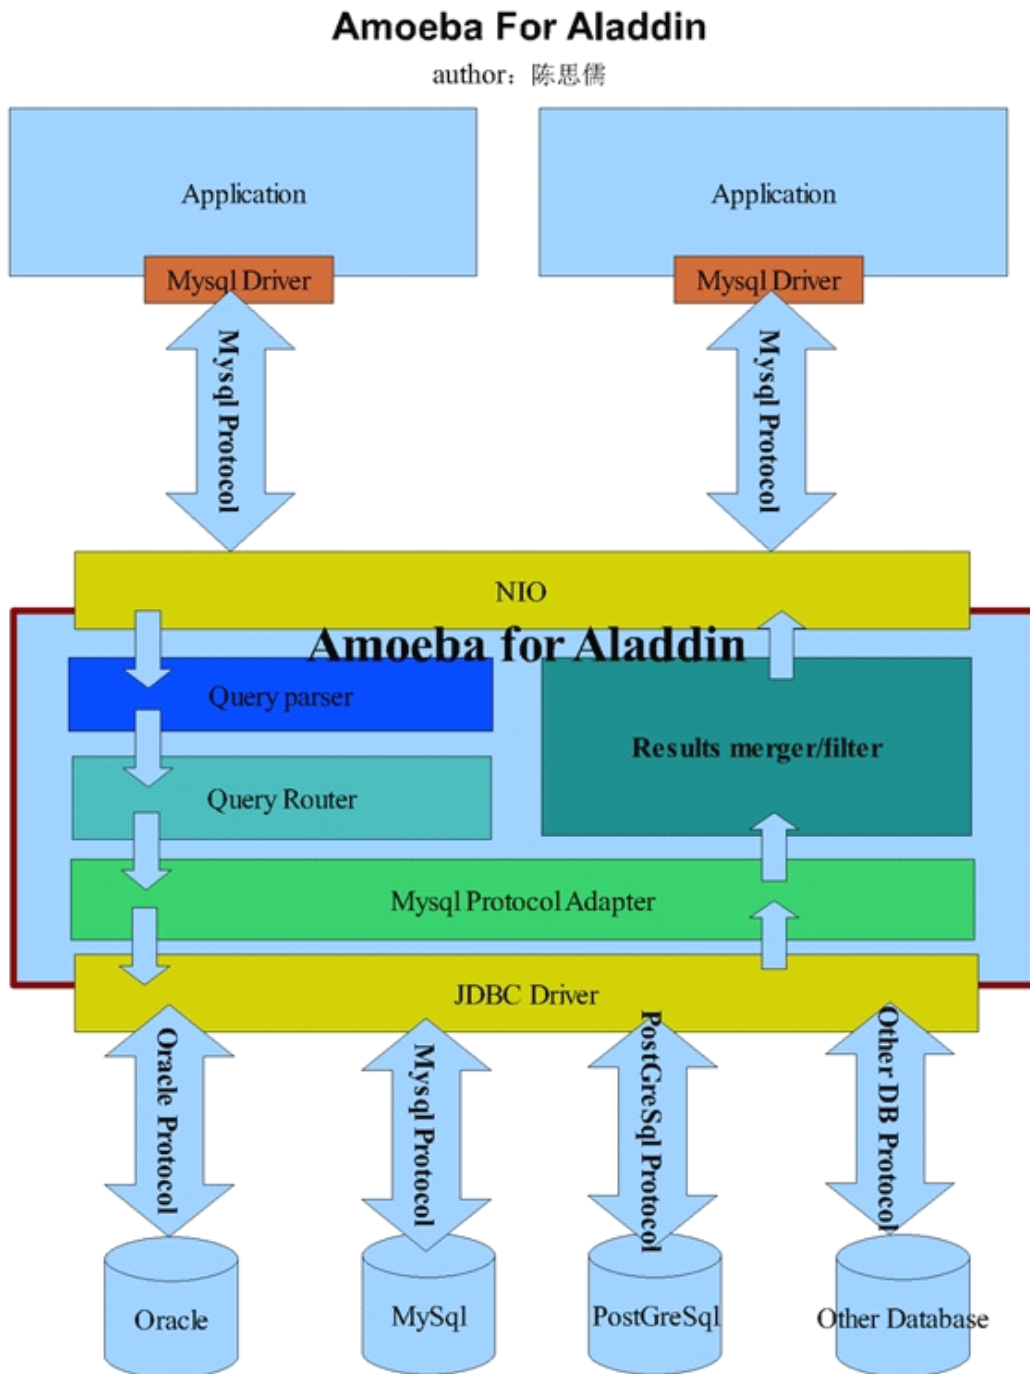 Amoeba For Aladdin
author：陈思儒
Application
Application
Mysql Driver
Mysql Driver
Mysql Protocol
Mysql Protocol
NIO
Amoeba for Aladdin
Query parser
Results merger/filter
Query Router
Mysql Protocol Adapter
JDBC Driver
Oracle Protocol
Mysql Protocol
PostGreSql Protocol
Other DB Protocol
Oracle
MySql
PostGreSql
Other Database